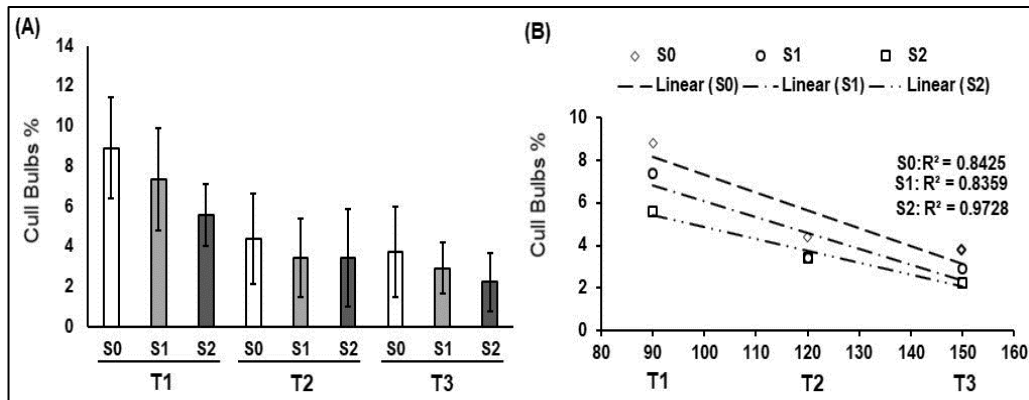 (A)
Cull Bulbs %
14
12
10
8
6
4
2
0
S0 S1 S2 S0 S1 S2 S0 S1 S2
T1 T2 T3
(B)
S0 S1 S2
Linear (S0) Linear (S1) Linear (S2)
Cull Bulbs %
10
8
6
4
2
0
S0:R² = 0.8425
S1: R² = 0.8359
S2: R² = 0.9728
80 90 100 110 120 130 140 150 160
T1 T2 T3